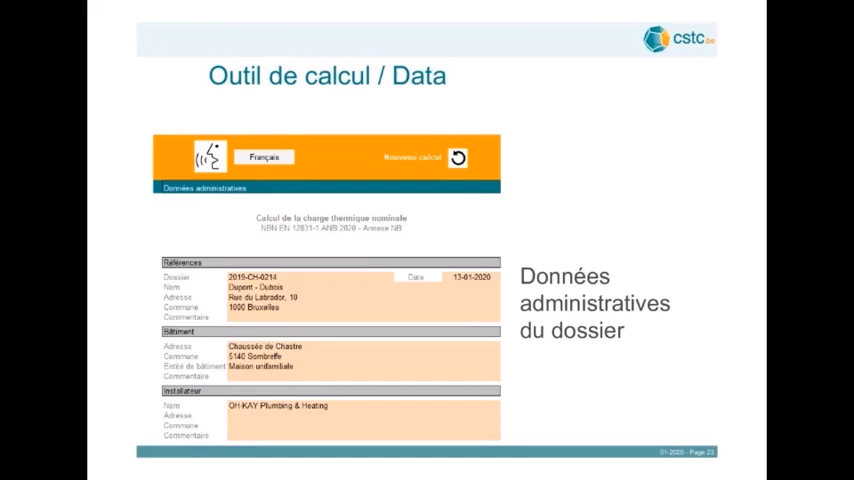 cstc.be
Outil de calcul / Data
Français
Nouveau calcul
Données administratives
Calcul de la charge thermique nominale
NBN EN 12831-1 ANB 2020 - Annexe NB
Références
Dossier 2019-CH-0214 Date 13-01-2020
Nom Dupont - Dubois
Adresse Rue du Labrador, 10
Commune 1000 Bruxelles
Commentaire
Bâtiment
Adresse Chaussée de Chastre
Commune 5140 Sombreffe
Entité de bâtiment Maison unifamiliale
Commentaire
Installateur
Nom OH-KAY Plumbing & Heating
Adresse
Commune
Commentaire
Données
administratives
du dossier
01-2020 - Page 23